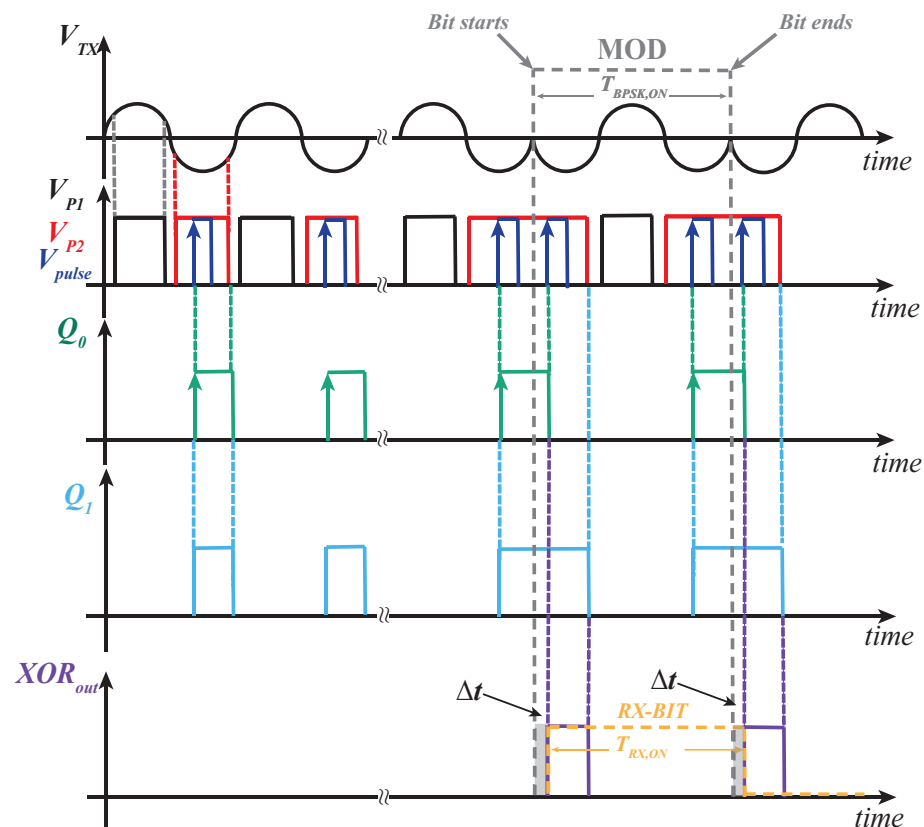 Bit starts
Bit ends
V_TX
MOD
T_BPSK,ON
time
V_P1
V_P2
V_pulse
time
Q_0
time
Q_1
time
XOR_out
Δt
Δt
RX-BIT
T_RX,ON
time